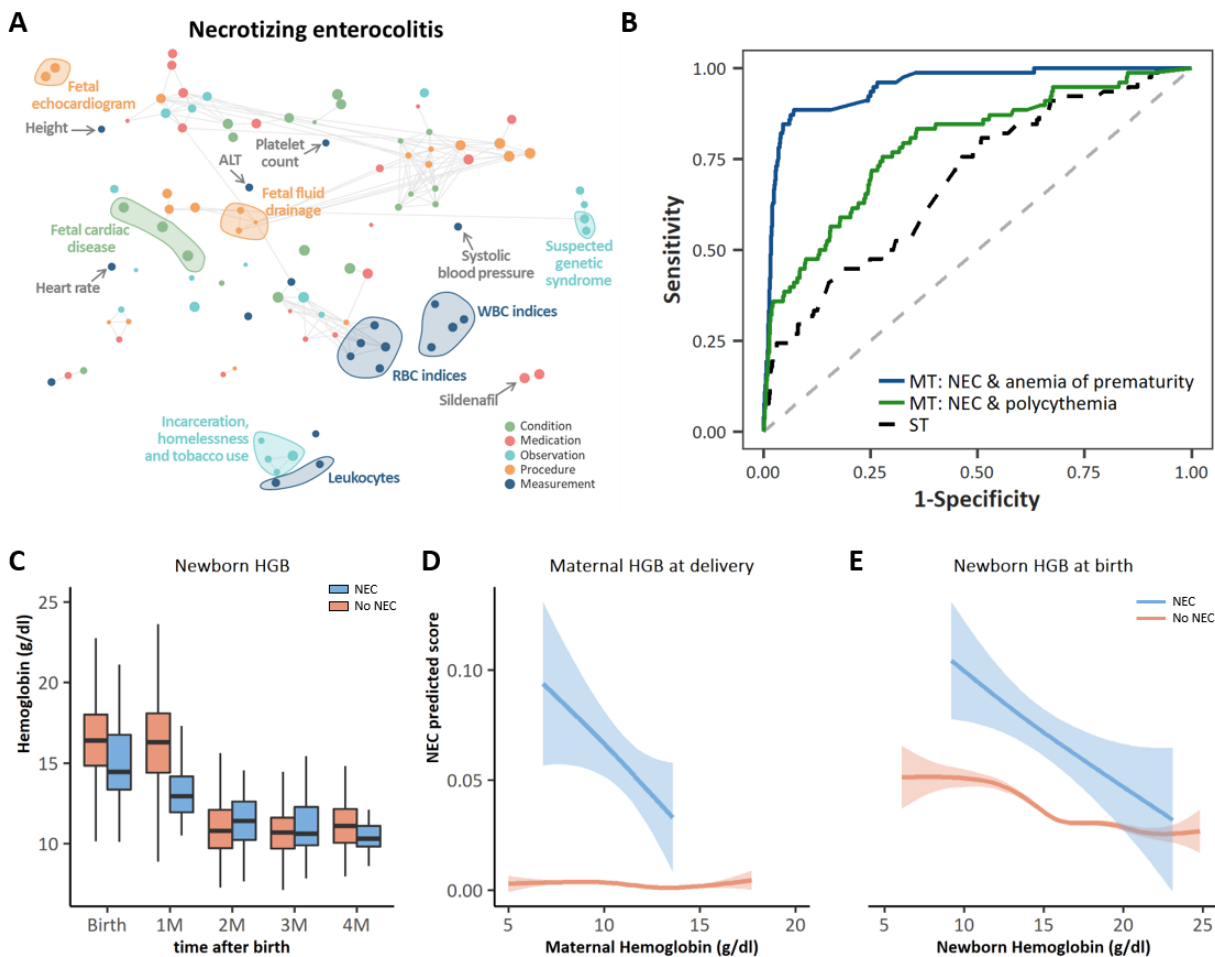 A
Necrotizing enterocolitis
Fetal
echocardiogram
Height
Platelet
count
ALT
Fetal fluid
drainage
Fetal cardiac
disease
Heart rate
Systolic
blood pressure
Suspected
genetic
syndrome
WBC indices
RBC indices
Sildenafil
Incarceration,
homelessness
and tobacco use
Leukocytes
Condition
Medication
Observation
Procedure
Measurement
B
Sensitivity
1.00
0.75
0.50
0.25
0.00
MT: NEC & anemia of prematurity
MT: NEC & polycythemia
ST
0.00 0.25 0.50 0.75 1.00
1-Specificity
C
Newborn HGB
NEC
No NEC
Hemoglobin (g/dl)
25
20
15
10
Birth 1M 2M 3M 4M
time after birth
D
Maternal HGB at delivery
NEC predicted score
0.10
0.05
0.00
5 10 15 20
Maternal Hemoglobin (g/dl)
E
Newborn HGB at birth
NEC
No NEC
5 10 15 20 25
Newborn Hemoglobin (g/dl)